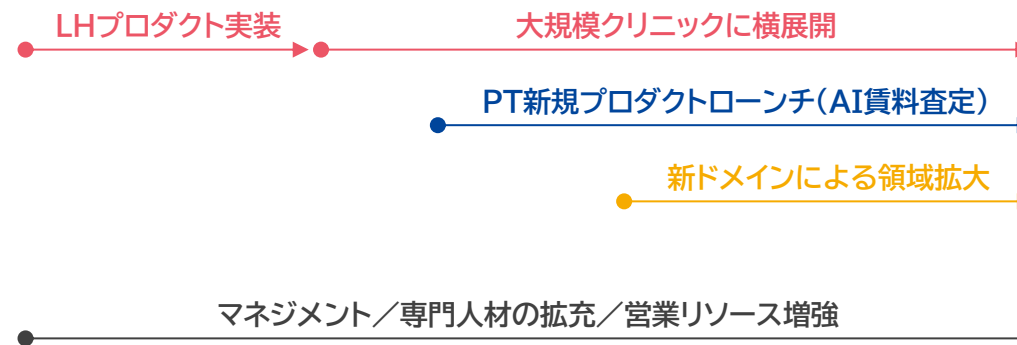 LHプロダクト実装
大規模クリニックに横展開
PT新規プロダクトローンチ(AI賃料査定)
新ドメインによる領域拡大
マネジメント／専門人材の拡充／営業リソース増強